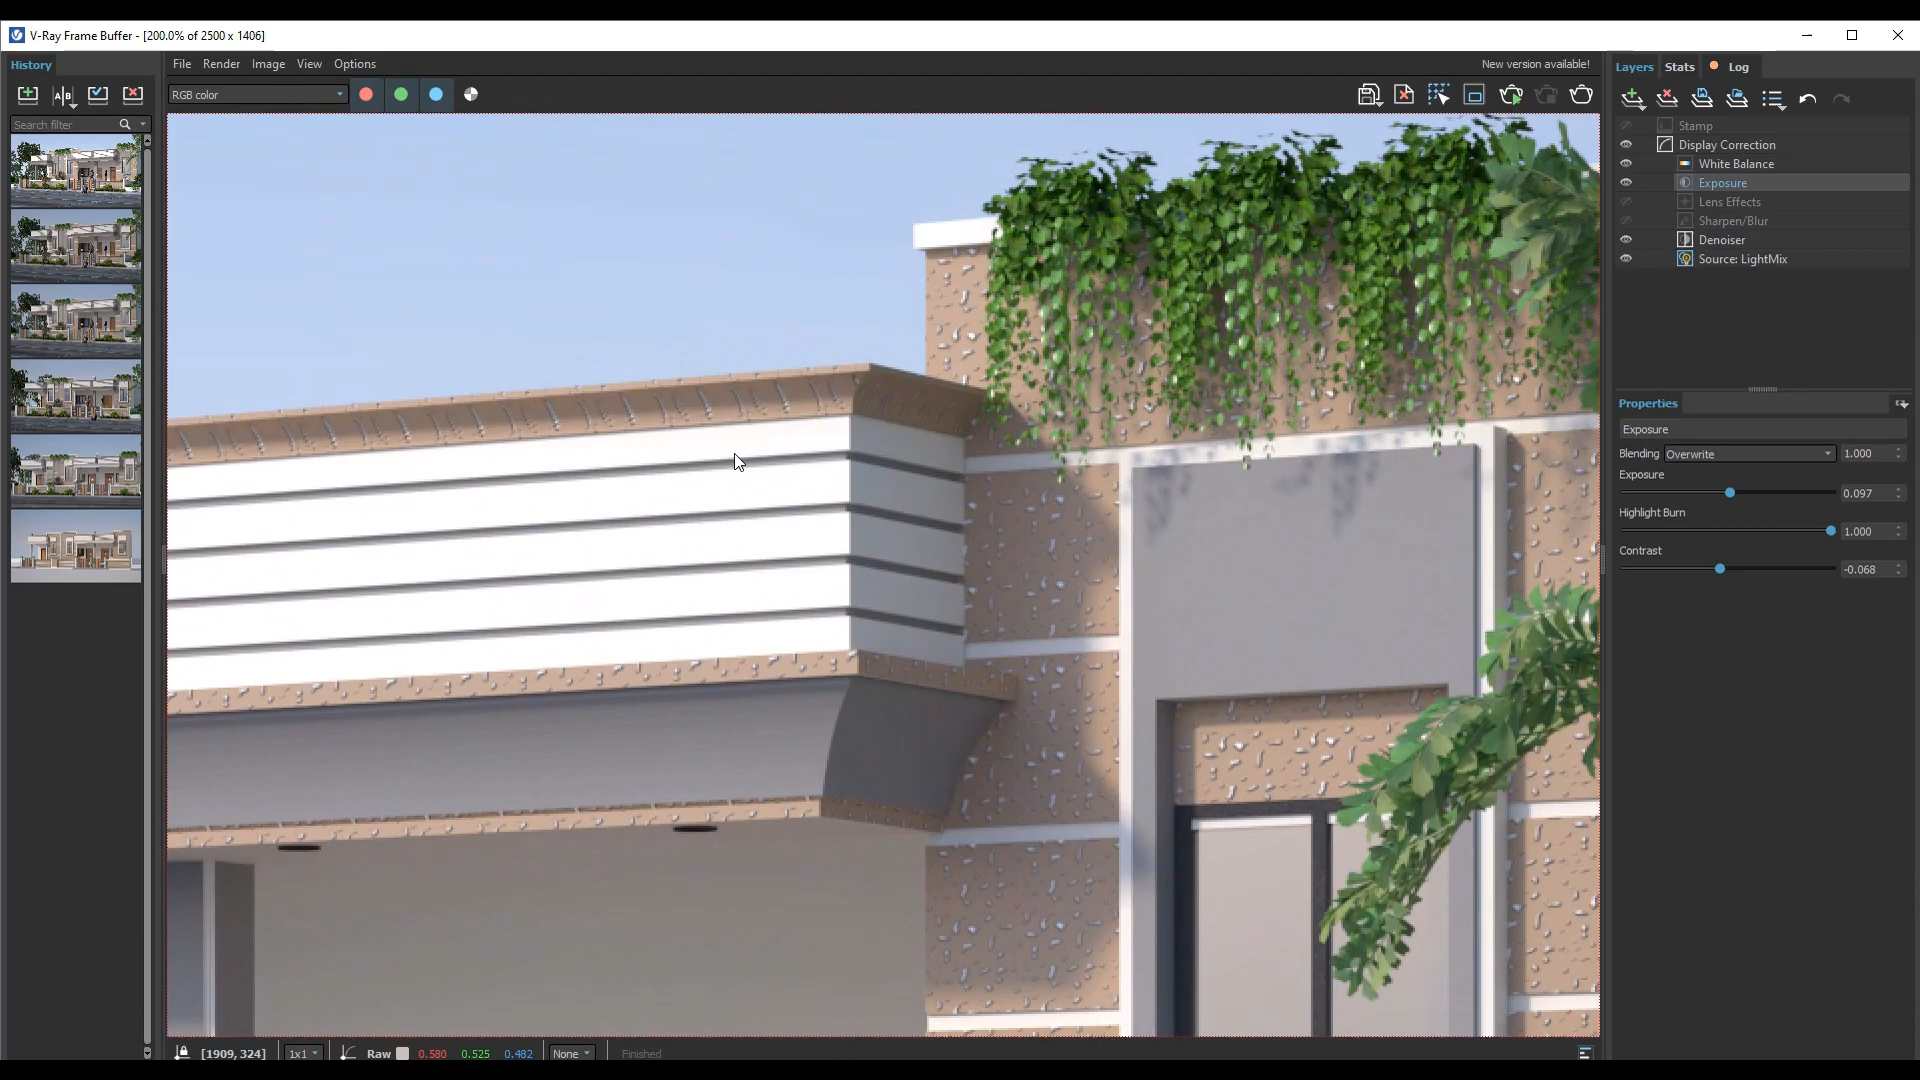 V-Ray Frame Buffer - [200.0% of 2500 x 1406]
History
File Render Image View Options
New version available!
Layers Stats Log
A B
RGB color
Search filter
Stamp
Display Correction
White Balance
Exposure
Lens Effects
Sharpen/Blur
Denoiser
Source: LightMix
Properties
Exposure
Blending Overwrite 1.000
Exposure
0.097
Highlight Burn
1.000
Contrast
-0.068
[1909, 324] 1x1 Raw 0.580 0.525 0.482 None Finished